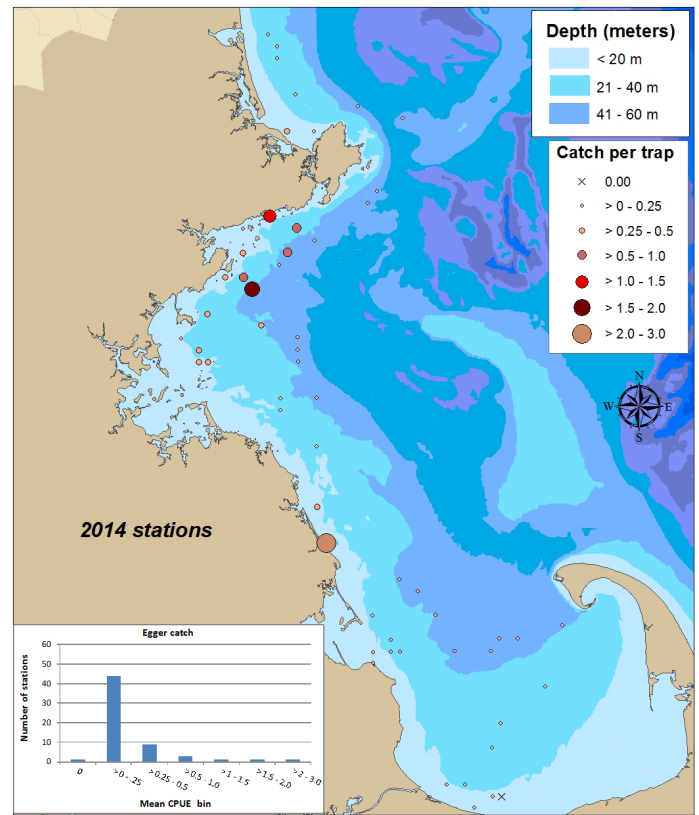 Depth (meters)
< 20 m
21 - 40 m
41 - 60 m
Catch per trap
0.00
> 0 - 0.25
> 0.25 - 0.5
> 0.5 - 1.0
> 1.0 - 1.5
> 1.5 - 2.0
> 2.0 - 3.0
N
W E
S
2014 stations
Egger catch
Number of stations
60
50
40
30
20
10
0
0 >0 - .25 >0.25 - 0.5 >0.5 - 1.0 >1 - 1.5 >1.5 - 2.0 >2 - 3.0
Mean CPUE bin